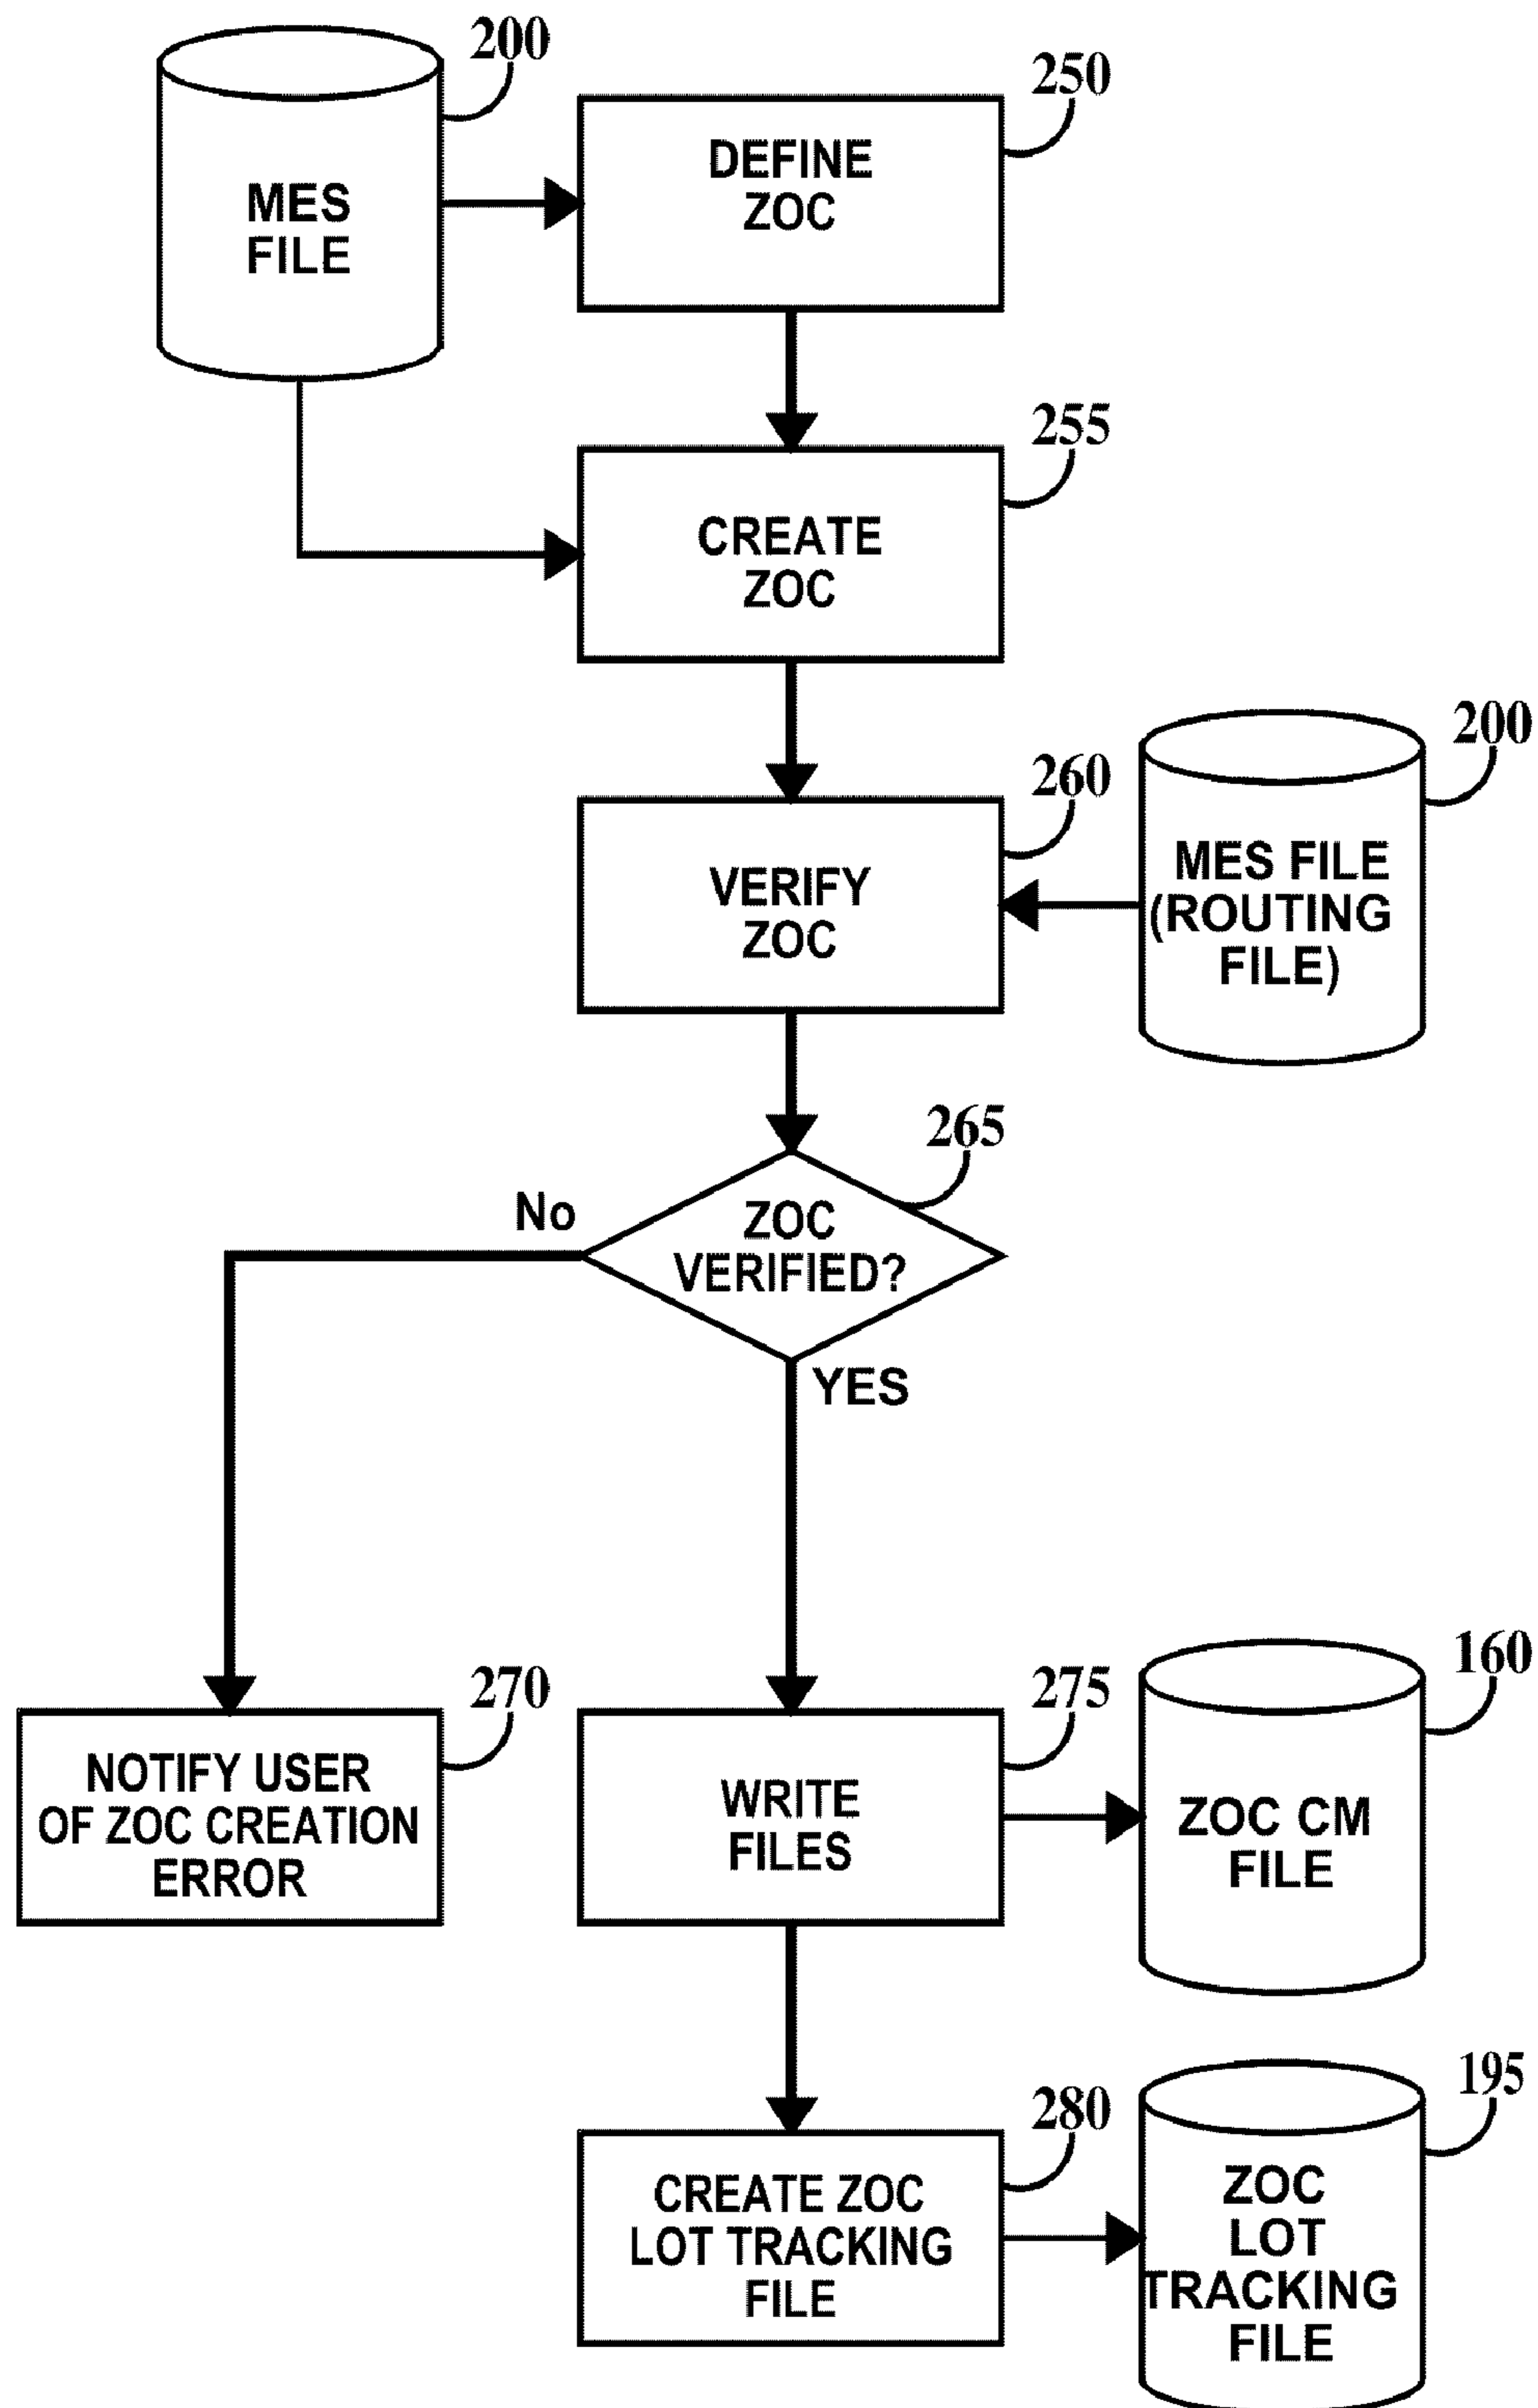 200
250
MES
FILE
DEFINE
ZOC
255
CREATE
ZOC
200
260
MES FILE
(ROUTING
FILE)
VERIFY
ZOC
265
No
ZOC
VERIFIED?
YES
160
270
275
NOTIFY USER
OF ZOC CREATION
ERROR
WRITE
FILES
ZOC CM
FILE
195
280
CREATE ZOC
LOT TRACKING
FILE
ZOC
LOT
TRACKING
FILE